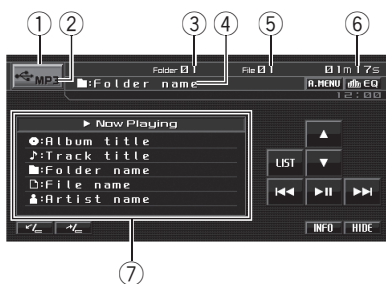 ① ② ③ ④ ⑤ ⑥
MP3
Folder 01 File 01 01m17s
:Folder name
A.MENU EQ
12:00
► Now Playing
:Album title
:Track title
:Folder name
:File name
:Artist name
LIST
INFO HIDE
⑦